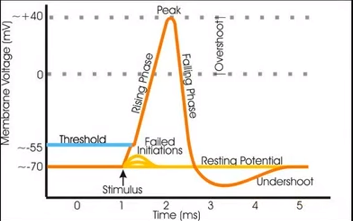 Peak
~+40
Overshoot
Membrane Voltage (mV)
0
Rising Phase
Falling Phase
Threshold
Failed
Initiations
~-55
Resting Potential
~-70
Undershoot
Stimulus
0 1 2 3 4 5
Time (ms)